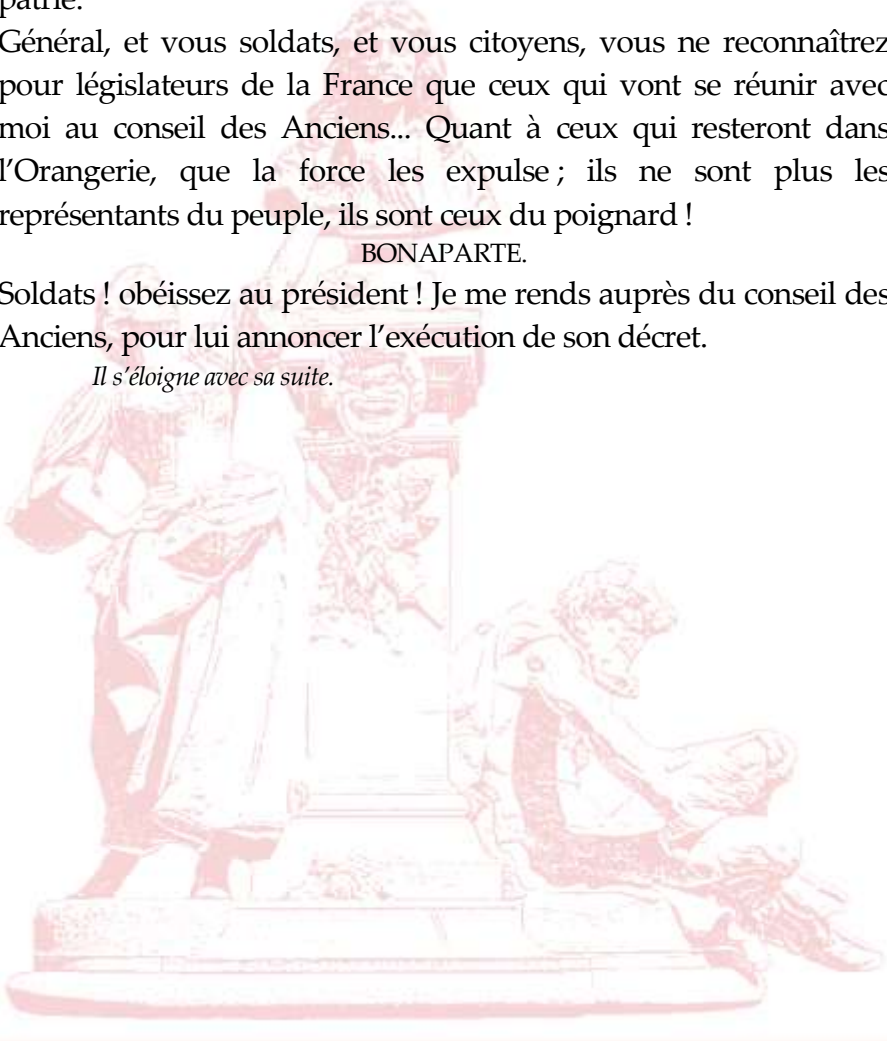 patrie.
Général, et vous soldats, et vous citoyens, vous ne reconnaîtrez
pour législateurs de la France que ceux qui vont se réunir avec
moi au conseil des Anciens... Quant à ceux qui resteront dans
l’Orangerie, que la force les expulse ; ils ne sont plus les
représentants du peuple, ils sont ceux du poignard !
BONAPARTE.
Soldats ! obéissez au président ! Je me rends auprès du conseil des
Anciens, pour lui annoncer l’exécution de son décret.
Il s’éloigne avec sa suite.